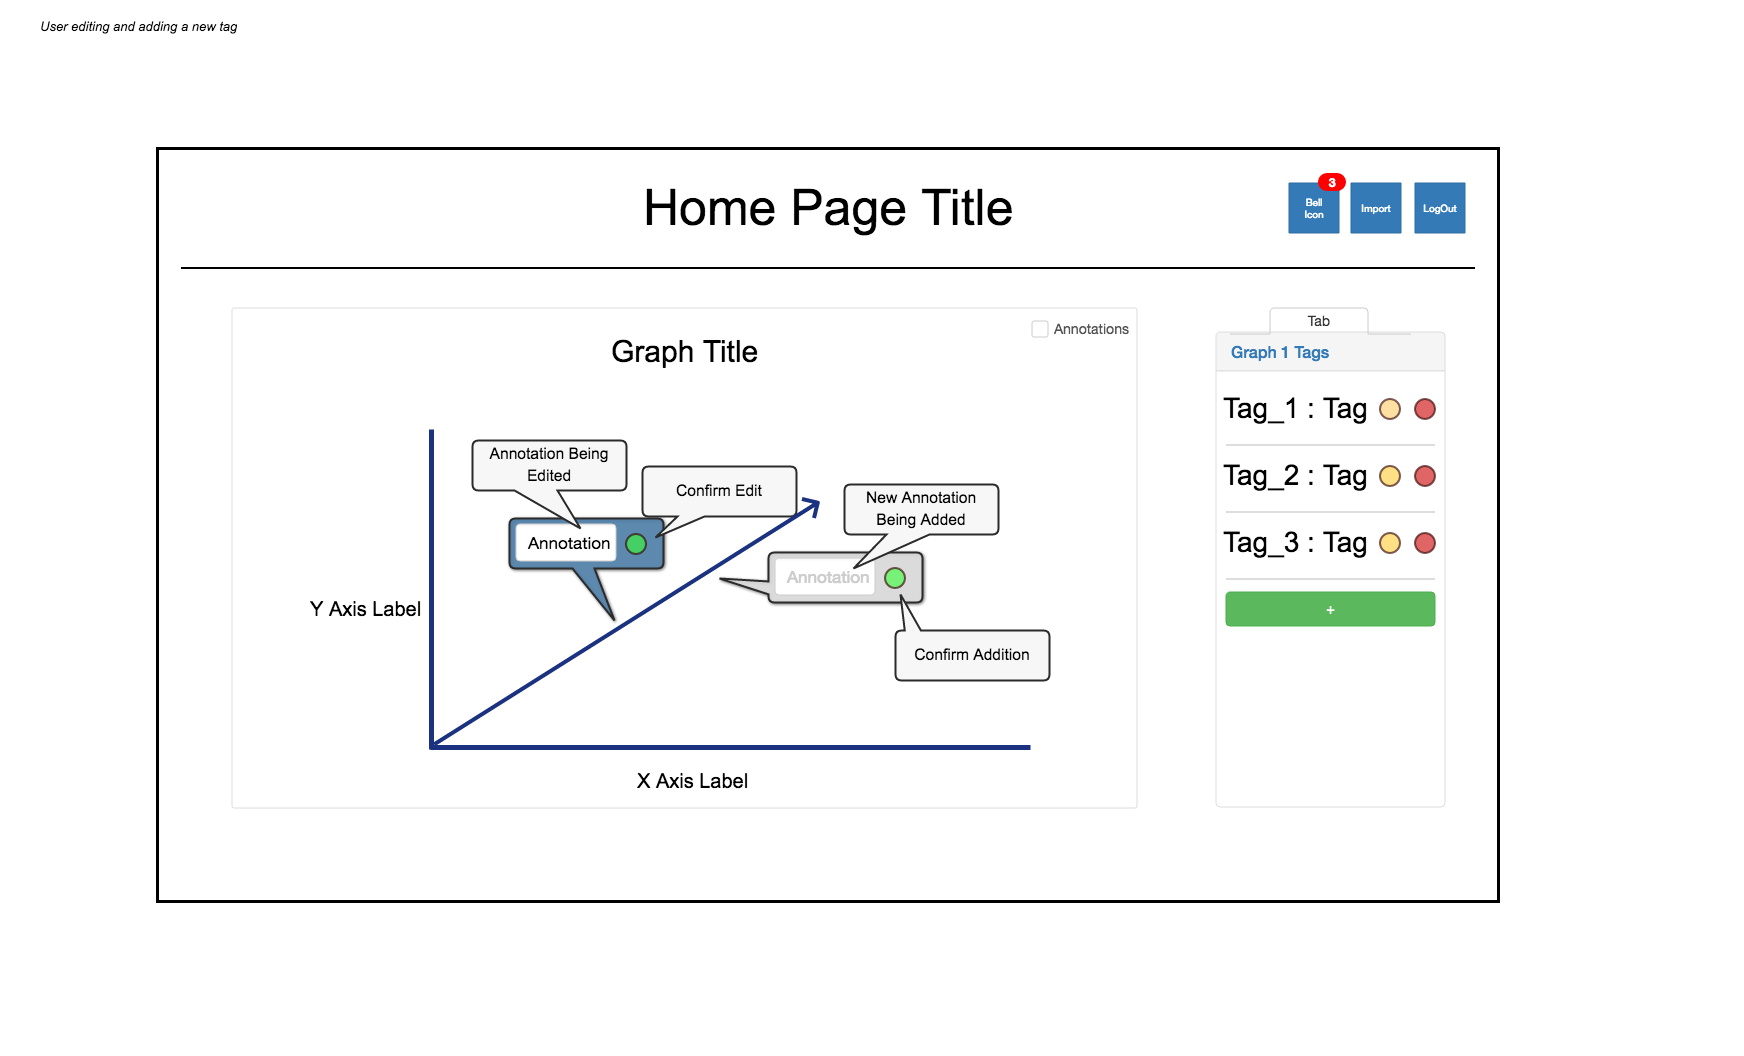 User editing and adding a new tag
Home Page Title
3
Bell
Icon
Import
LogOut
Annotations
Graph Title
Annotation Being
Edited
Confirm Edit
New Annotation
Being Added
Annotation
Annotation
Confirm Addition
Y Axis Label
X Axis Label
Tab
Graph 1 Tags
Tag_1 : Tag
Tag_2 : Tag
Tag_3 : Tag
+